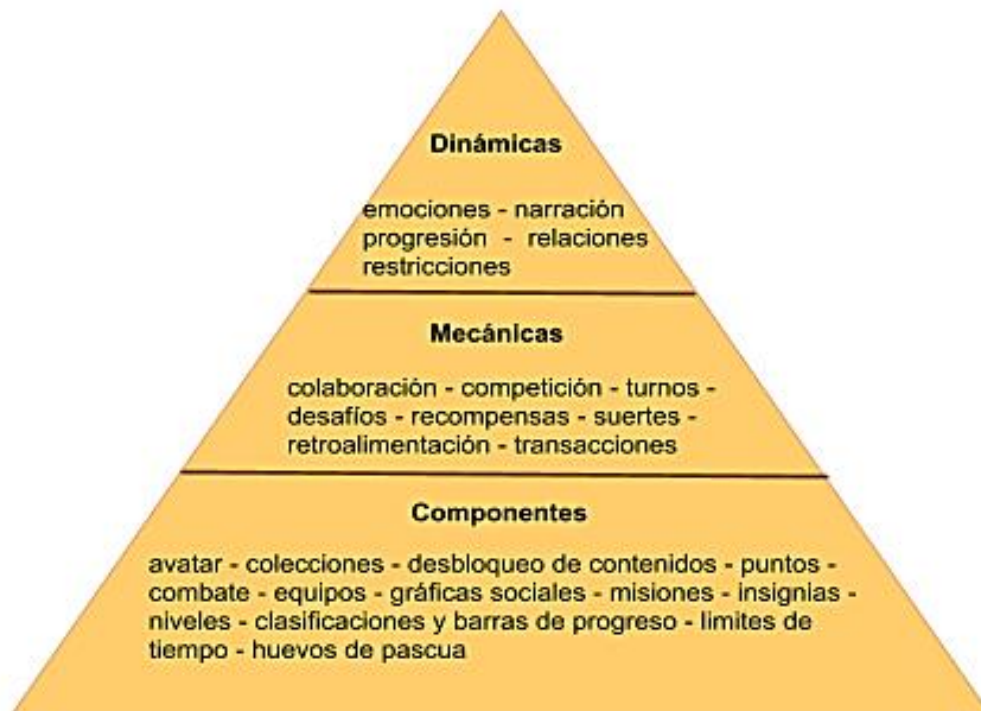 Dinámicas
emociones - narración
progresión - relaciones
restricciones
Mecánicas
colaboración - competición - turnos -
desafíos - recompensas - suertes -
retroalimentación - transacciones
Componentes
avatar - colecciones - desbloqueo de contenidos - puntos -
combate - equipos - gráficas sociales - misiones - insignias -
niveles - clasificaciones y barras de progreso - limites de
tiempo - huevos de pascua